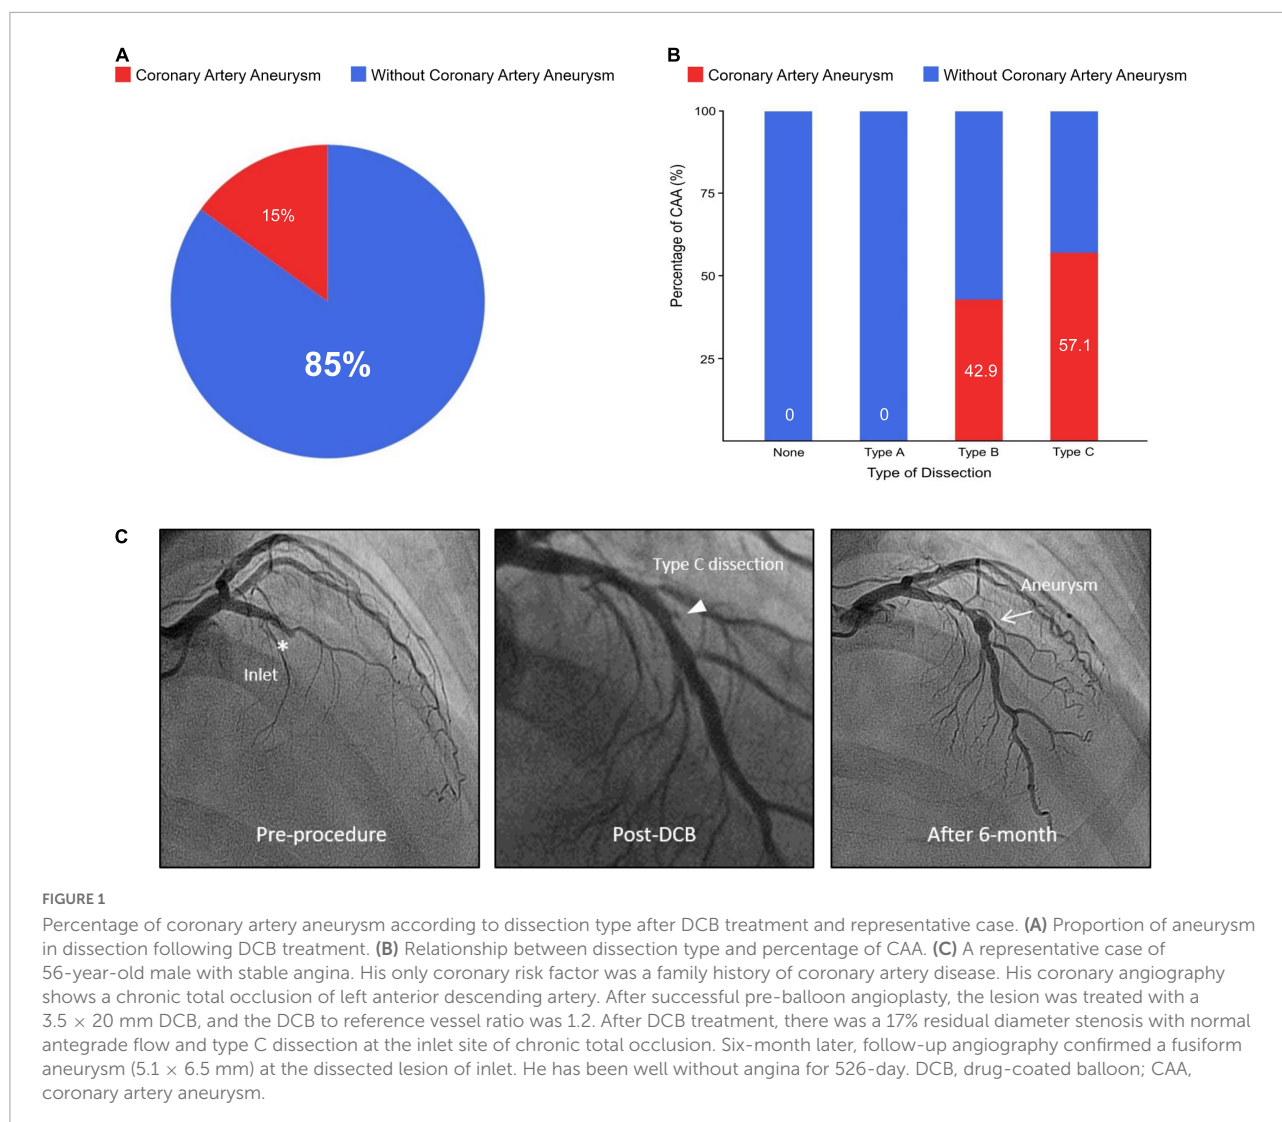 A
Coronary Artery Aneurysm
Without Coronary Artery Aneurysm
15%
85%
B
Coronary Artery Aneurysm
Without Coronary Artery Aneurysm
Percentage of CAA (%)
100
75
50
25
0
0
42.9
57.1
None
Type A
Type B
Type C
Type of Dissection
C
*
Inlet
Pre-procedure
Type C dissection
Post-DCB
Aneurysm
After 6-month
FIGURE 1
Percentage of coronary artery aneurysm according to dissection type after DCB treatment and representative case. (A) Proportion of aneurysm
in dissection following DCB treatment. (B) Relationship between dissection type and percentage of CAA. (C) A representative case of
56-year-old male with stable angina. His only coronary risk factor was a family history of coronary artery disease. His coronary angiography
shows a chronic total occlusion of left anterior descending artery. After successful pre-balloon angioplasty, the lesion was treated with a
3.5 × 20 mm DCB, and the DCB to reference vessel ratio was 1.2. After DCB treatment, there was a 17% residual diameter stenosis with normal
antegrade flow and type C dissection at the inlet site of chronic total occlusion. Six-month later, follow-up angiography confirmed a fusiform
aneurysm (5.1 × 6.5 mm) at the dissected lesion of inlet. He has been well without angina for 526-day. DCB, drug-coated balloon; CAA,
coronary artery aneurysm.